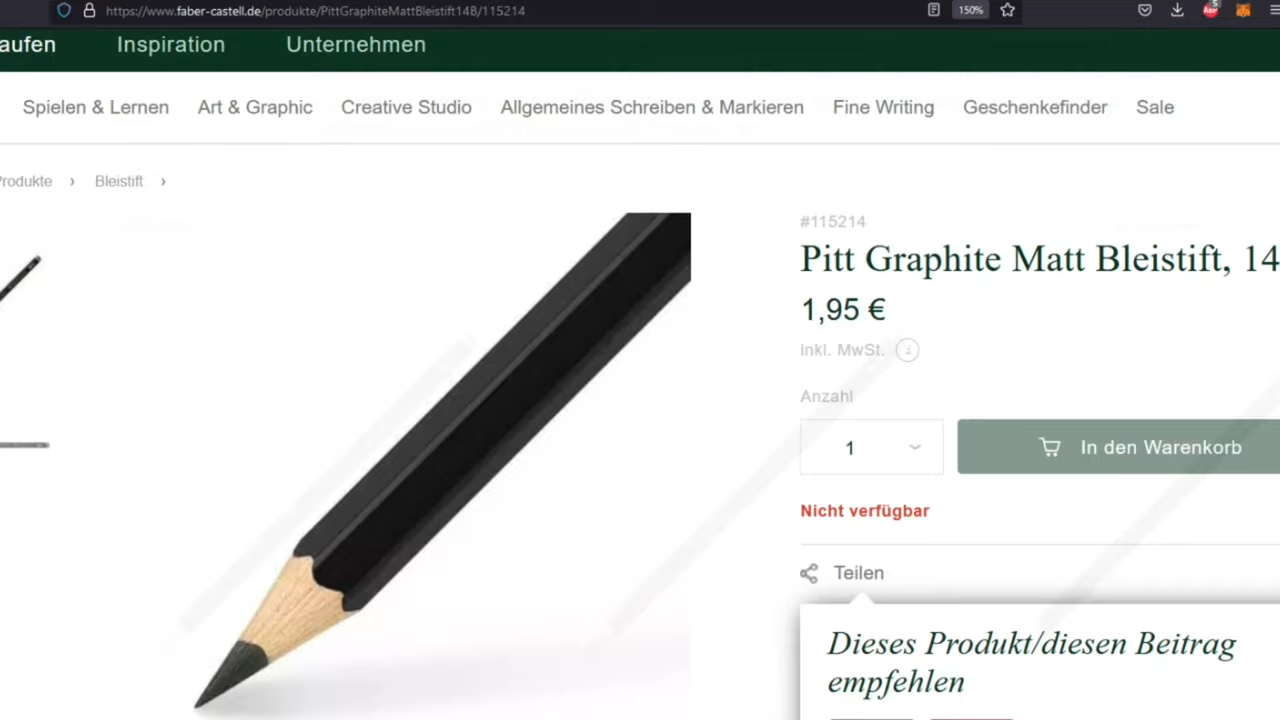 https://www.faber-castell.de/produkte/PittGraphiteMattBleistift14B/115214
150%
5
aufen Inspiration Unternehmen
Spielen & Lernen Art & Graphic Creative Studio Allgemeines Schreiben & Markieren Fine Writing Geschenkefinder Sale
Produkte › Bleistift ›
#115214
Pitt Graphite Matt Bleistift, 14
1,95 €
inkl. MwSt.
Anzahl
1
In den Warenkorb
Nicht verfügbar
Teilen
Dieses Produkt/diesen Beitrag
empfehlen